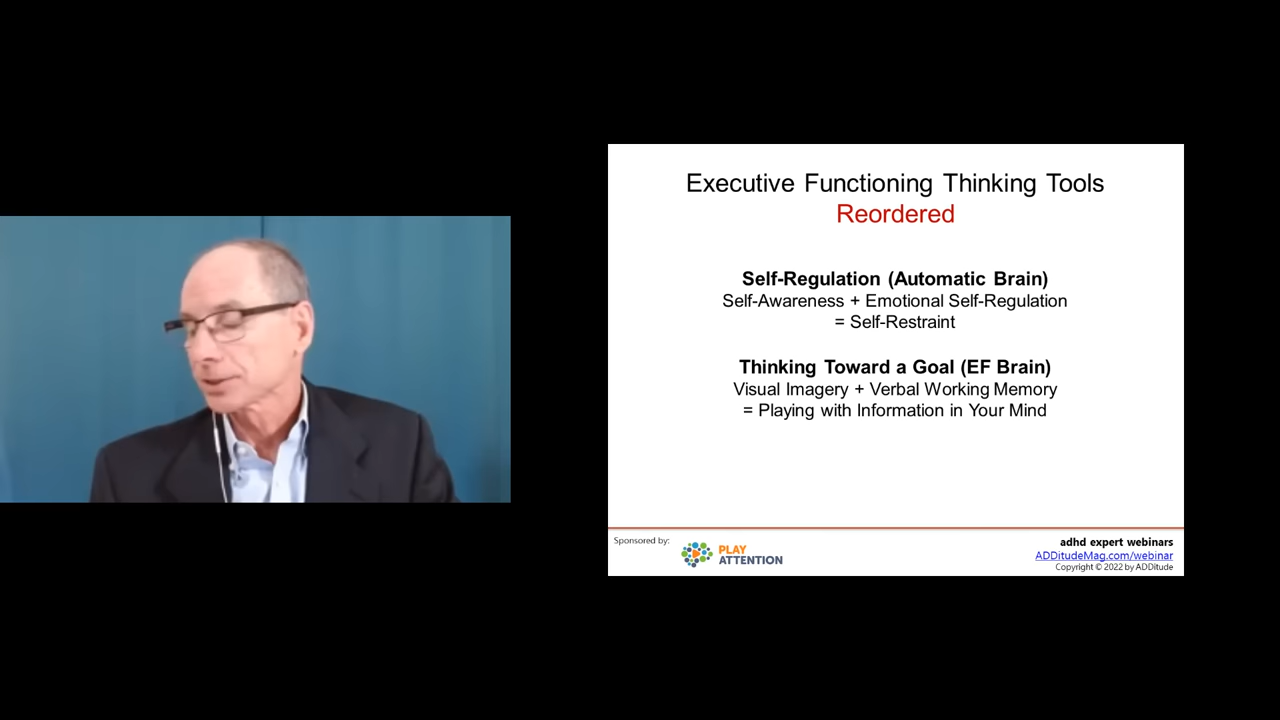 Executive Functioning Thinking Tools
Reordered
Self-Regulation (Automatic Brain)
Self-Awareness + Emotional Self-Regulation
= Self-Restraint
Thinking Toward a Goal (EF Brain)
Visual Imagery + Verbal Working Memory
= Playing with Information in Your Mind
Sponsored by:
PLAY
ATTENTION
adhd expert webinars
ADDitudeMag.com/webinar
Copyright © 2022 by ADDitude